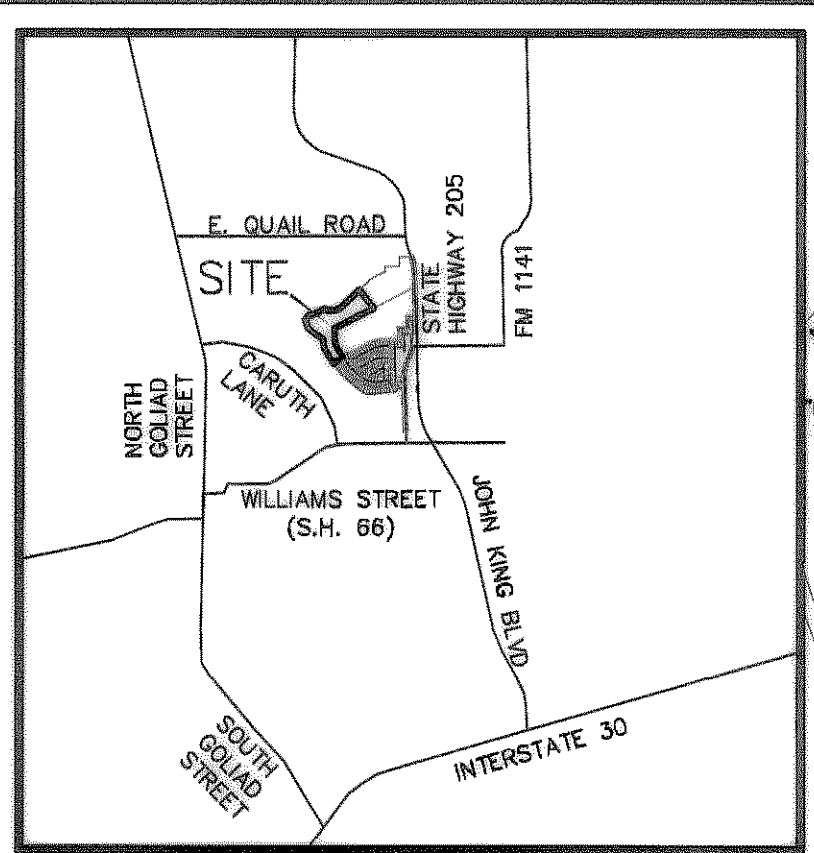 E. QUAIL ROAD
SITE
STATE
HIGHWAY 205
FM 1141
CARUTH
LANE
NORTH
GOLIAD
STREET
WILLIAMS STREET
(S.H. 66)
JOHN KING BLVD
SOUTH
GOLIAD
STREET
INTERSTATE 30